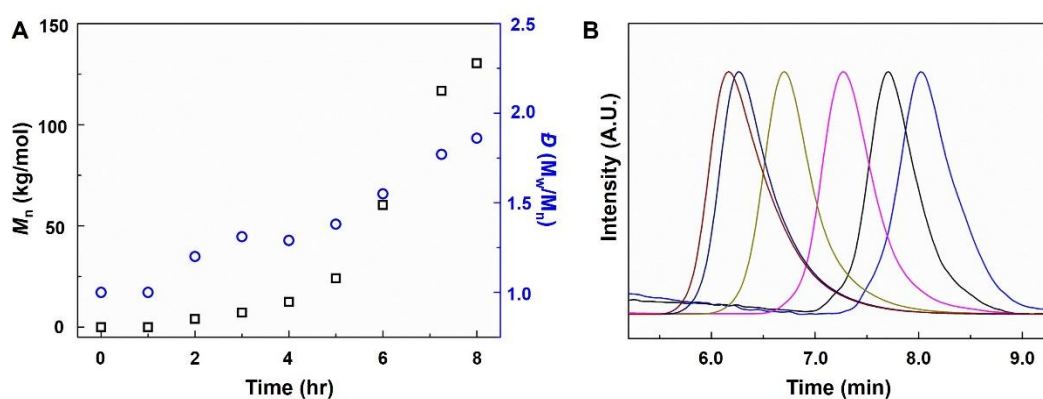 A
B
150
100
50
0
Mn (kg/mol)
2.5
2.0
1.5
1.0
Đ (Mw/Mn)
0 2 4 6 8
Time (hr)
Intensity (A.U.)
6.0 7.0 8.0 9.0
Time (min)